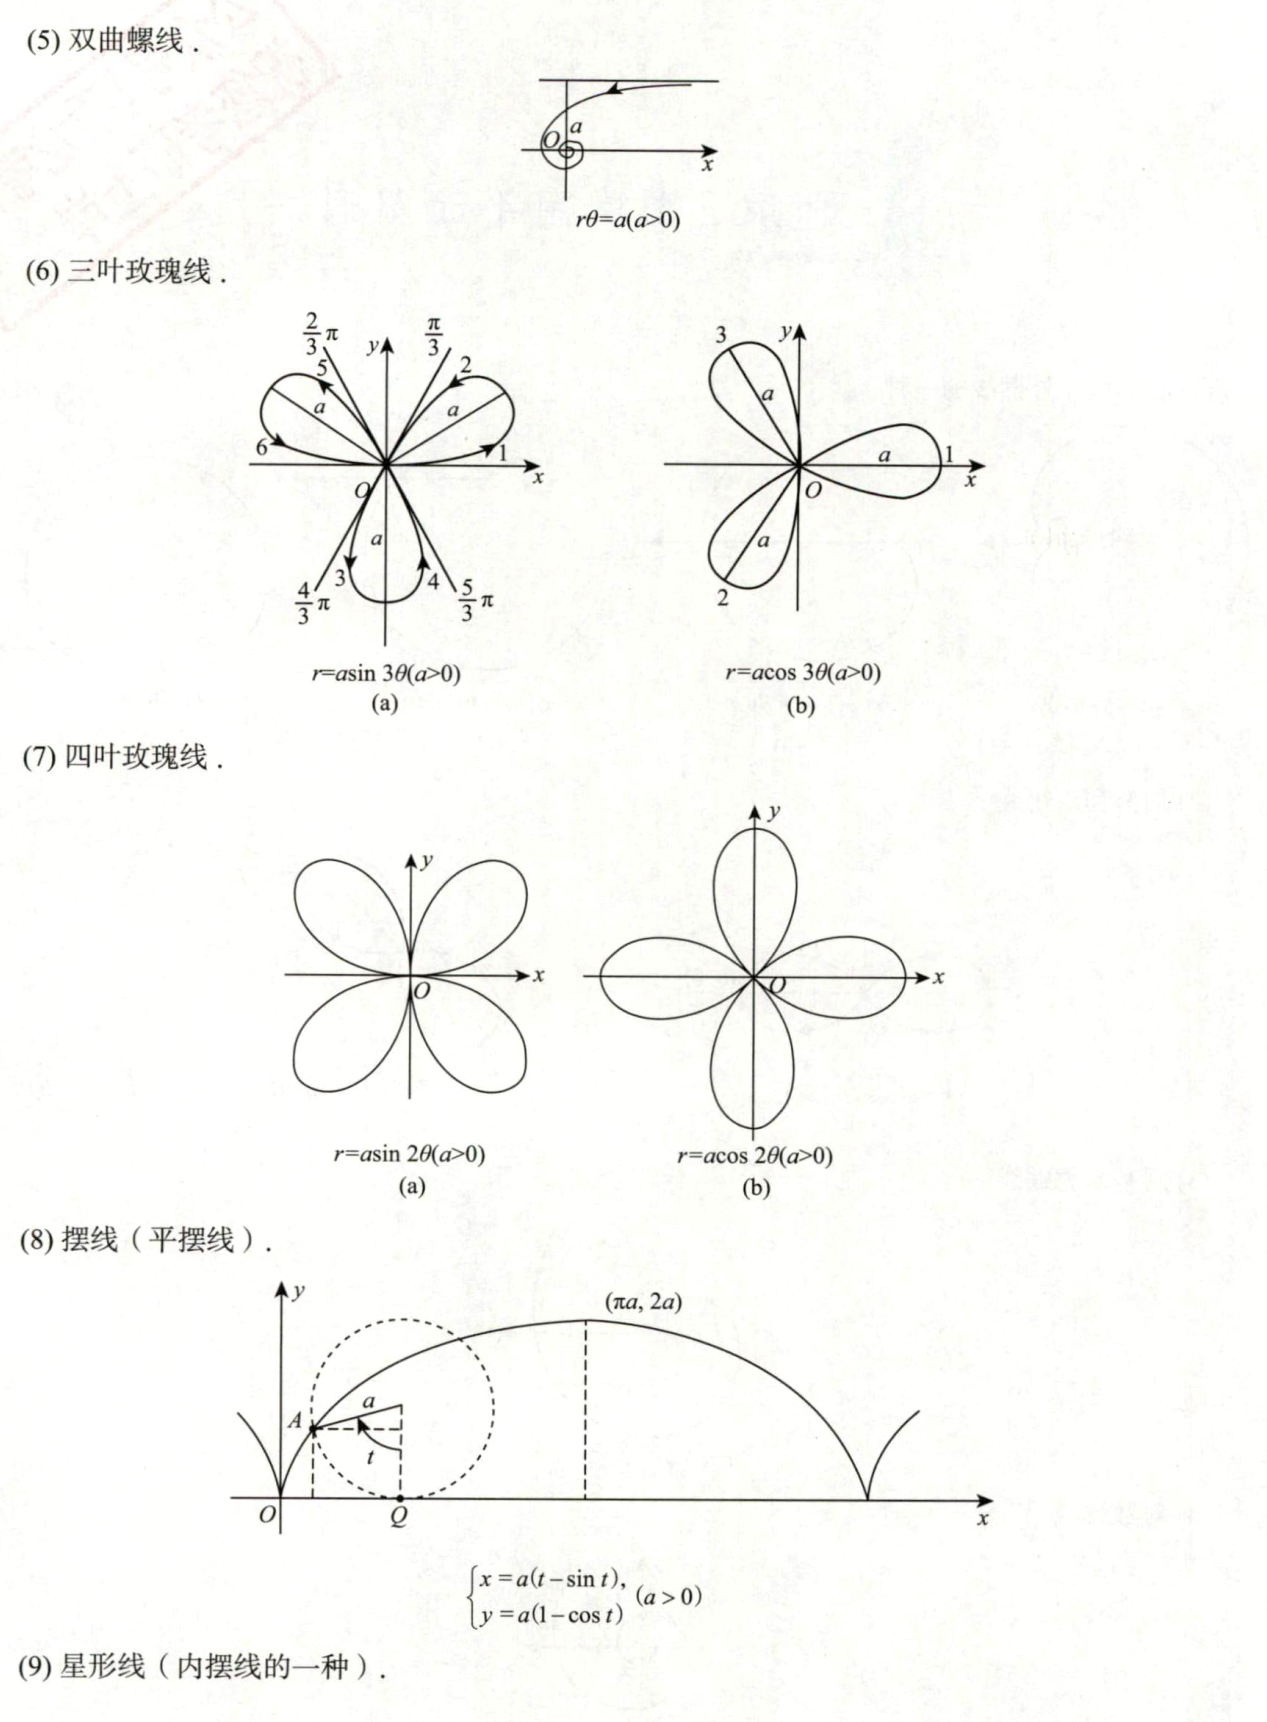 (5) 双曲螺线．
a
O
x
rθ=a(a>0)
(6) 三叶玫瑰线．
2/3 π
π/3
y
5
2
a
a
6
1
x
O
a
3
4
4/3 π
5/3 π
r=asin 3θ(a>0)
(a)
3
y
a
a
1
x
O
a
2
r=acos 3θ(a>0)
(b)
(7) 四叶玫瑰线．
y
x
O
r=asin 2θ(a>0)
(a)
y
x
O
r=acos 2θ(a>0)
(b)
(8) 摆线（平摆线）．
y
(πa, 2a)
a
A
t
O
Q
x
x=a(t−sin t),
y=a(1−cos t)
(a>0)
(9) 星形线（内摆线的一种）．